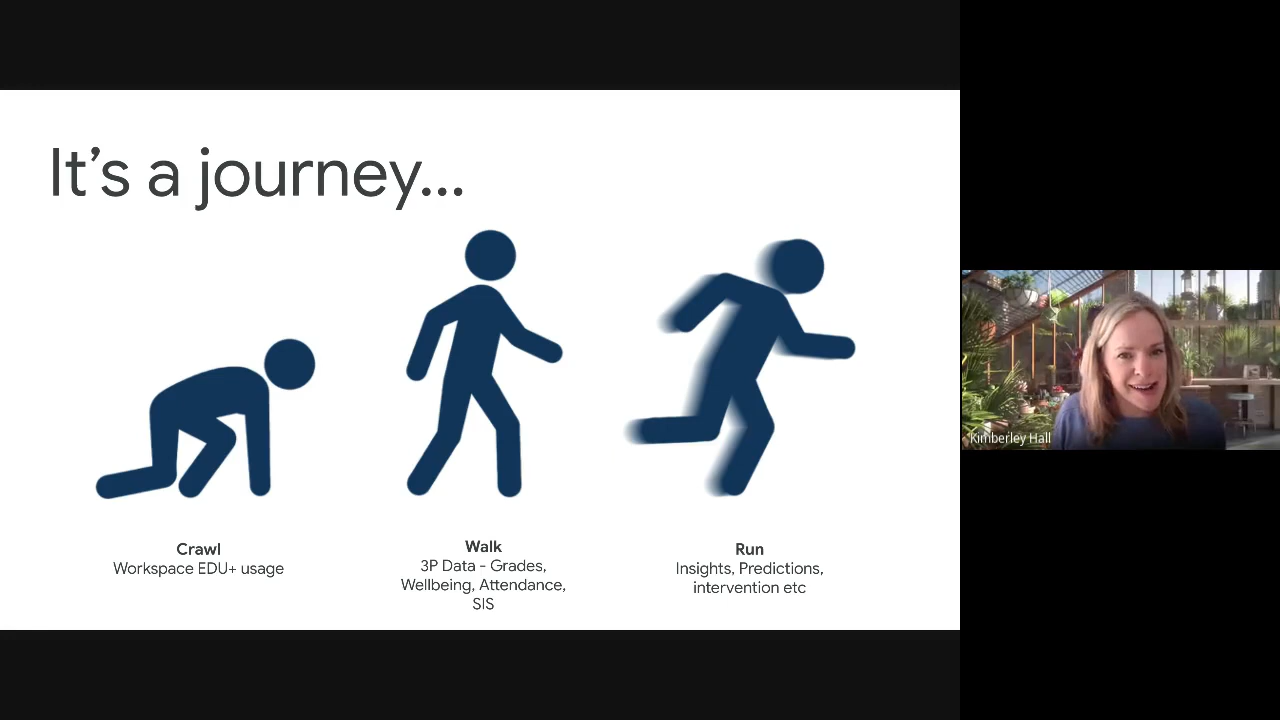 It's a journey...
Crawl
Workspace EDU+ usage
Walk
3P Data - Grades,
Wellbeing, Attendance,
SIS
Run
Insights, Predictions,
intervention etc
Kimberley Hall